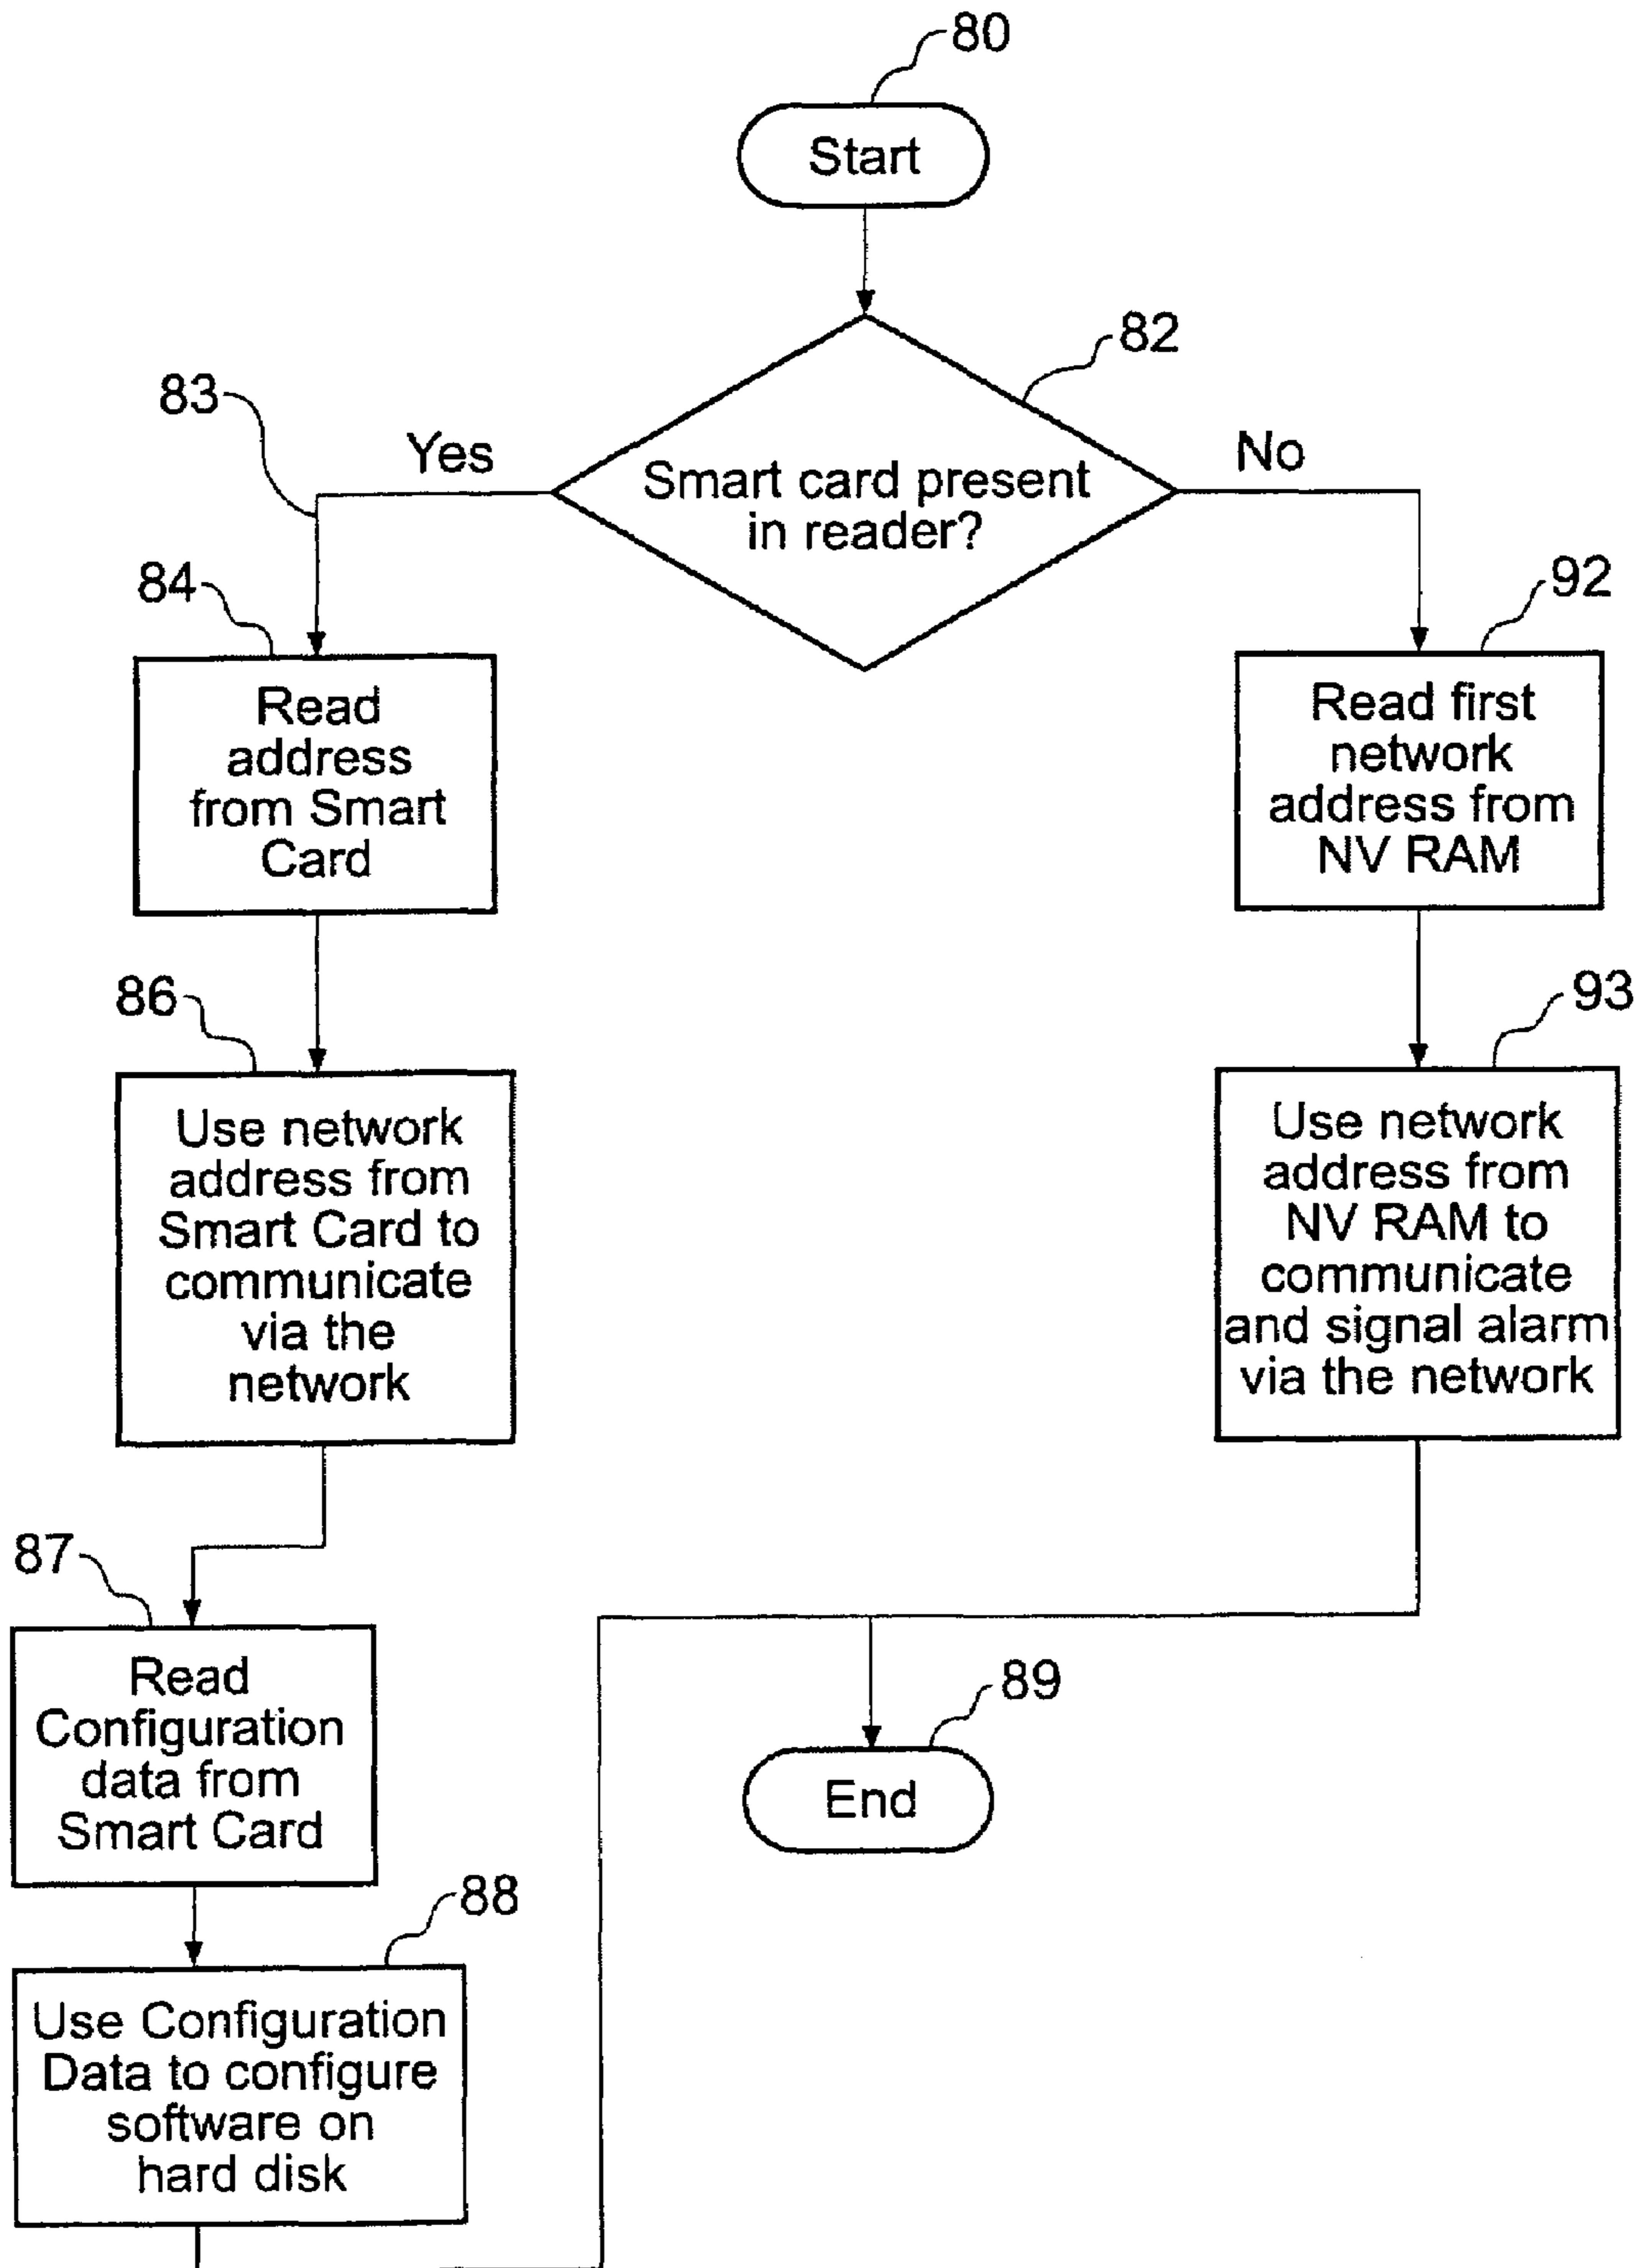 80
Start
82
83
Yes
No
Smart card present
in reader?
84
92
Read
address
from Smart
Card
Read first
network
address from
NV RAM
86
93
Use network
address from
Smart Card to
communicate
via the
network
Use network
address from
NV RAM to
communicate
and signal alarm
via the network
87
Read
Configuration
data from
Smart Card
89
End
88
Use Configuration
Data to configure
software on
hard disk